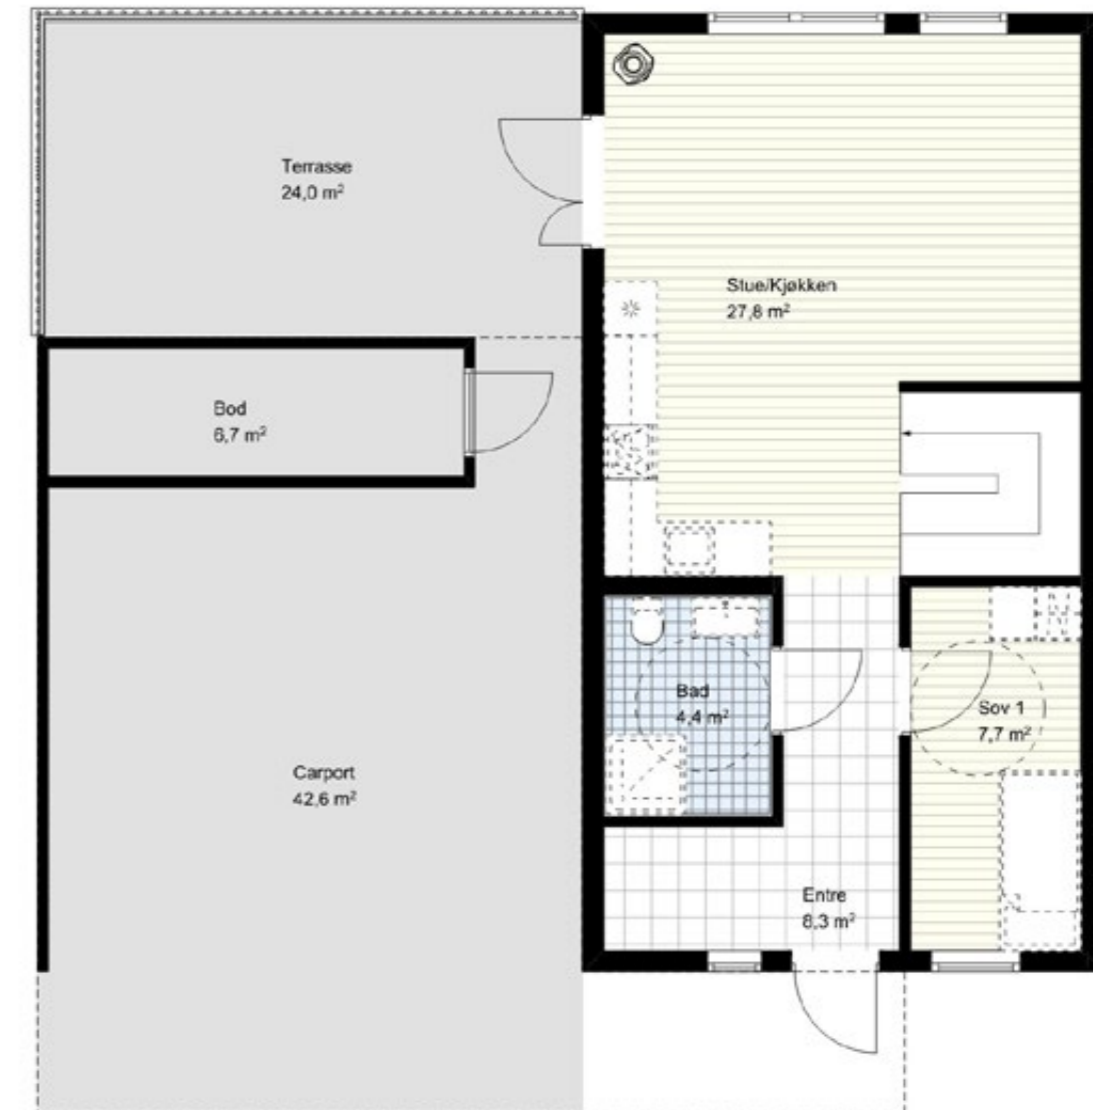 Terrasse
24,0 m²
Stue/Kjøkken
27,8 m²
Bod
6,7 m²
Bad
4,4 m²
Sov 1
7,7 m²
Carport
42,6 m²
Entre
8,3 m²